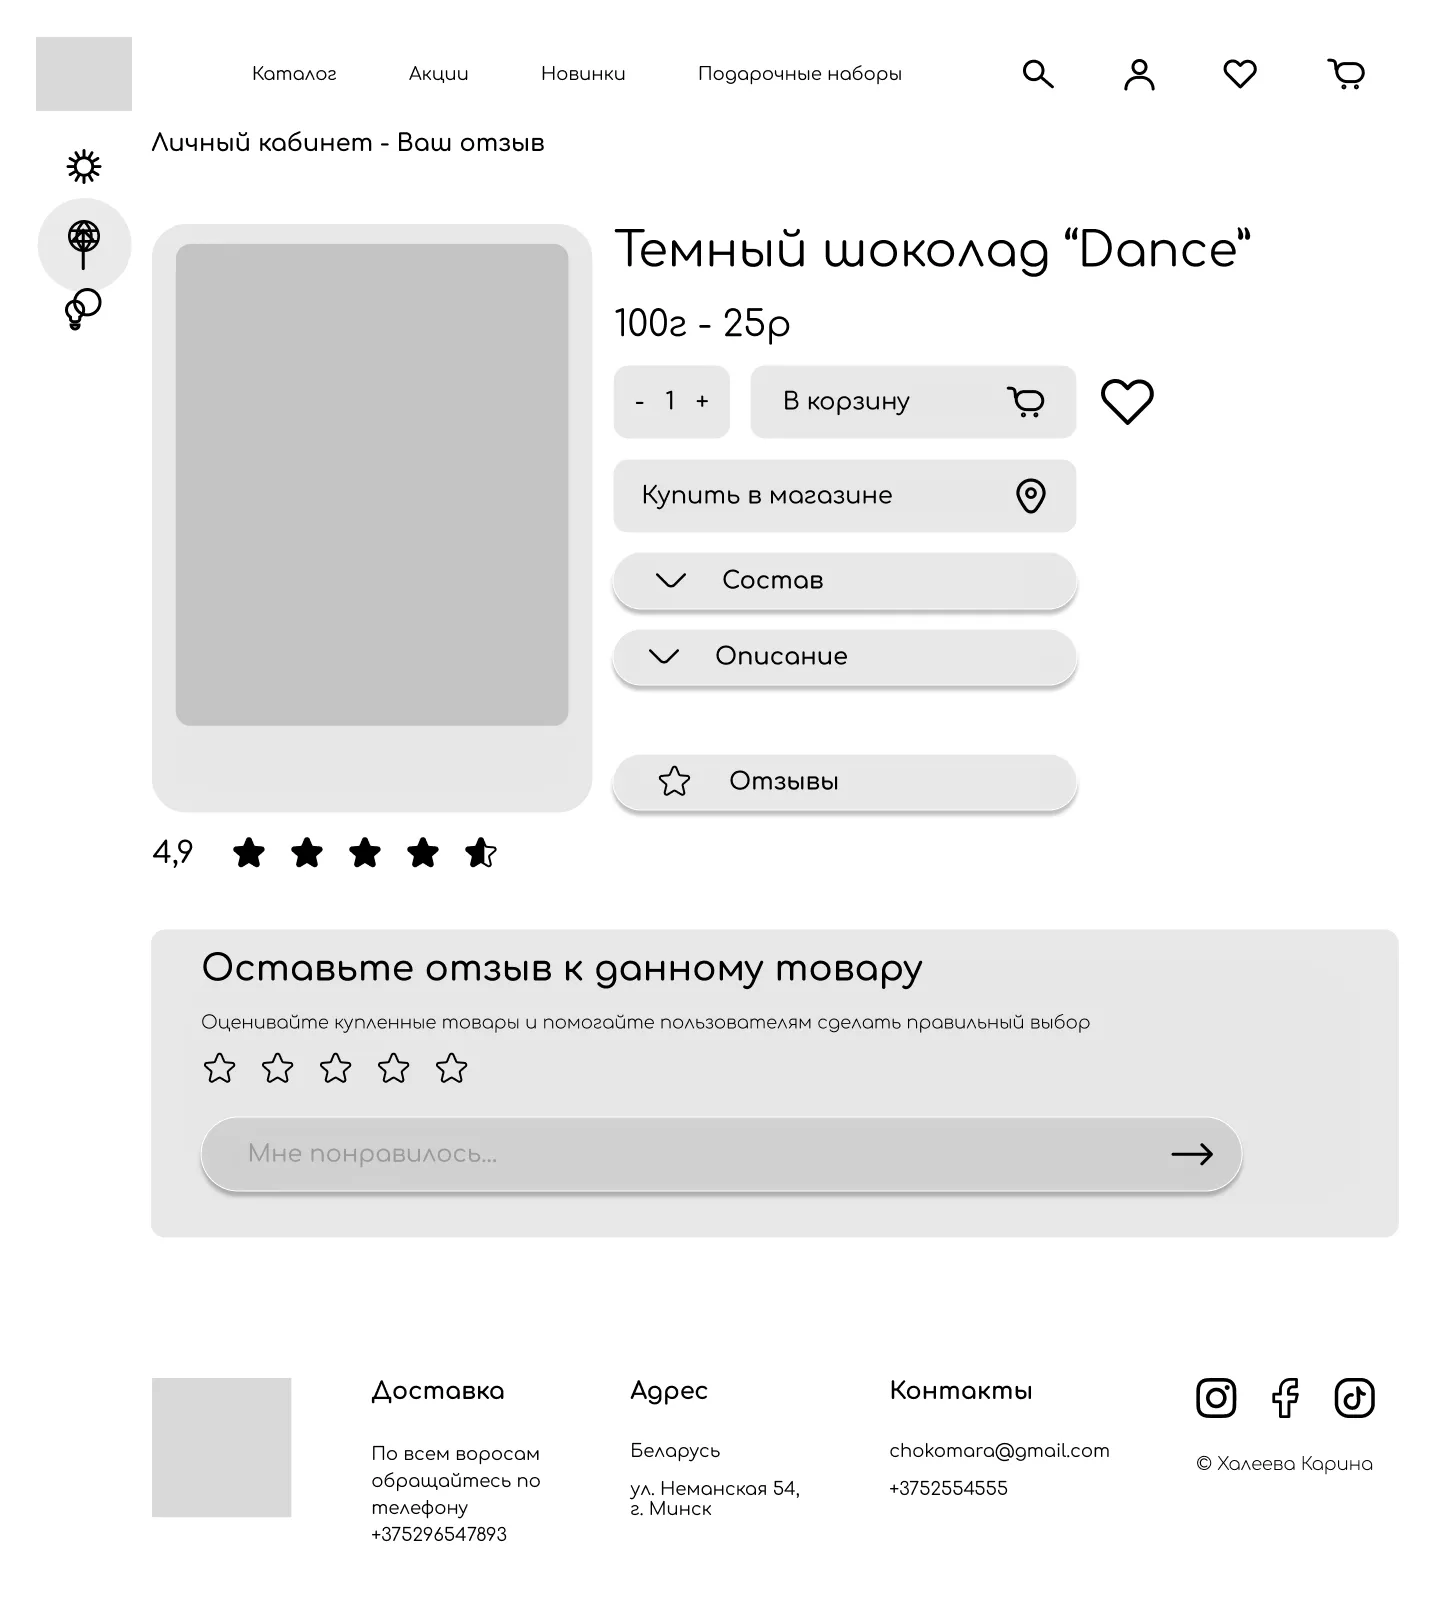 Каталог
Акции
Новинки
Подарочные наборы
Личный кабинет - Ваш отзыв
Темный шоколад “Dance”
100г - 25р
- 1 +
В корзину
Купить в магазине
Состав
Описание
Отзывы
4,9
Оставьте отзыв к данному товару
Оценивайте купленные товары и помогайте пользователям сделать правильный выбор
Мне понравилось...
Доставка
По всем воросам
обращайтесь по
телефону
+375296547893
Адрес
Беларусь
ул. Неманская 54,
г. Минск
Контакты
chokomara@gmail.com
+3752554555
© Халеева Карина